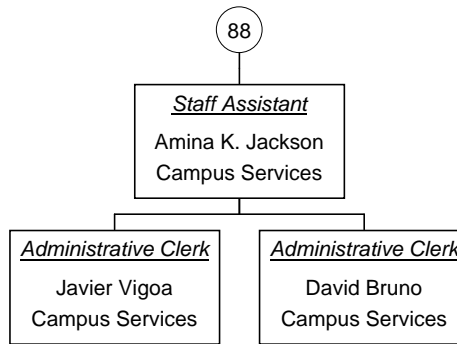 88
Staff Assistant
Amina K. Jackson
Campus Services
Administrative Clerk
Javier Vigoa
Campus Services
Administrative Clerk
David Bruno
Campus Services